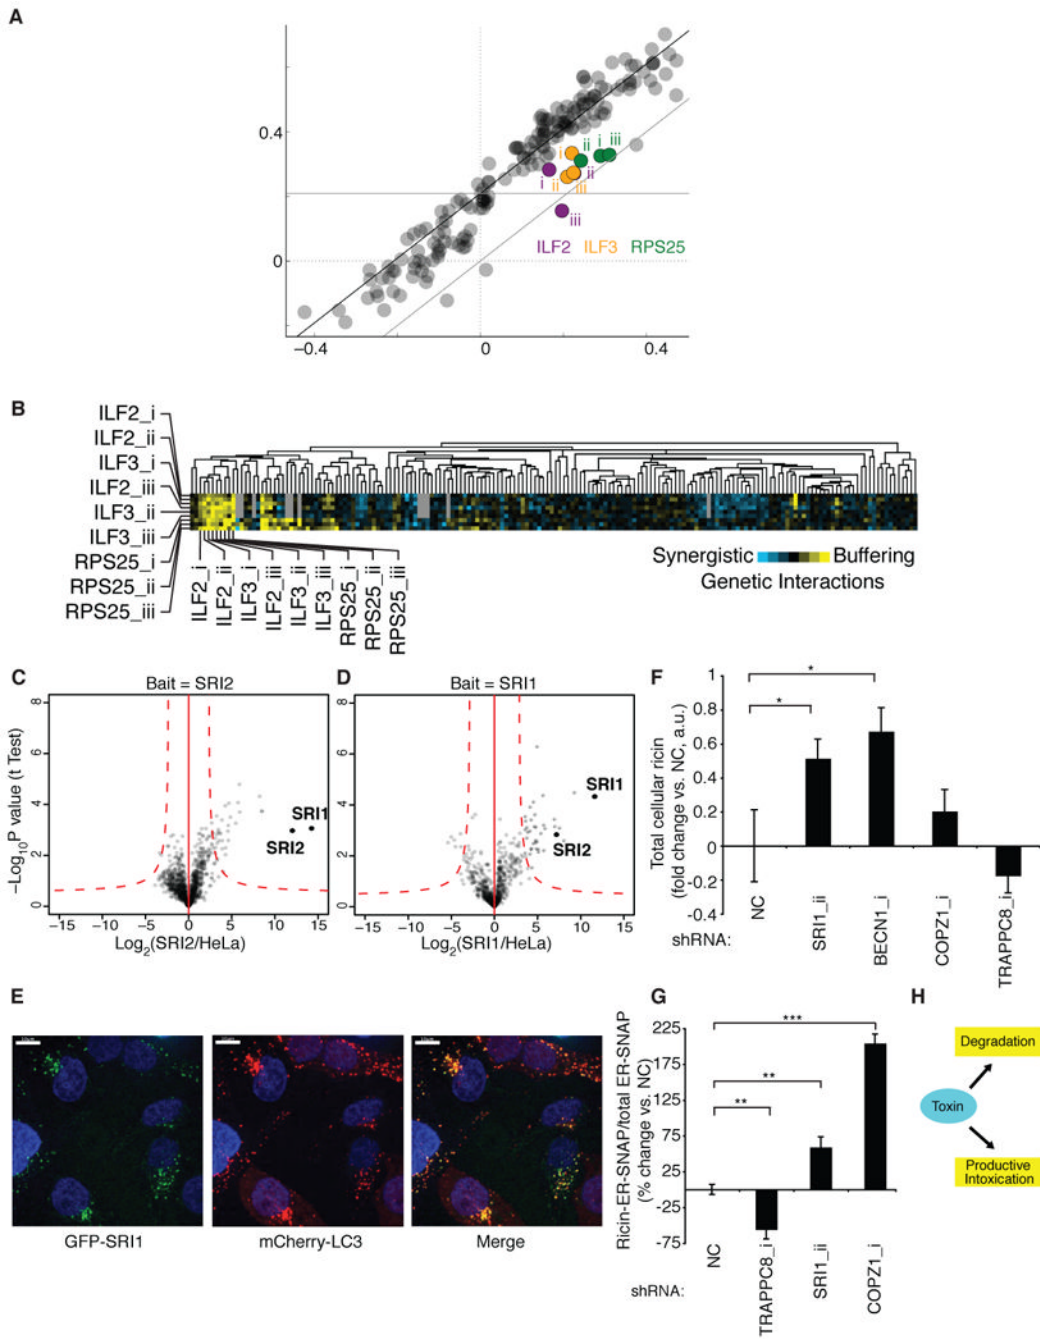 A
0.4
0
−0.4
0
0.4
i
ii
i
iii
i
ii
ii
iii
iii
ILF2
ILF3
RPS25
B
ILF2_i
ILF2_ii
ILF3_i
ILF2_iii
ILF3_ii
ILF3_iii
RPS25_i
RPS25_ii
RPS25_iii
ILF2_i
ILF2_ii
ILF3_i
ILF2_iii
ILF3_ii
ILF3_iii
RPS25_i
RPS25_ii
RPS25_iii
Synergistic
Buffering
Genetic Interactions
C
Bait = SRI2
−Log10P value (t Test)
8
6
4
2
0
SRI1
SRI2
−15 −10 −5 0 5 10 15
Log2(SRI2/HeLa)
D
Bait = SRI1
8
6
4
2
0
SRI1
SRI2
−15 −10 −5 0 5 10 15
Log2(SRI1/HeLa)
F
Total cellular ricin
(fold change vs. NC, a.u.)
1
0.8
0.6
0.4
0.2
0
-0.2
-0.4
*
*
shRNA:
NC
SRI1_ii
BECN1_i
COPZ1_i
TRAPPC8_i
E
GFP-SRI1
mCherry-LC3
Merge
G
Ricin-ER-SNAP/total ER-SNAP
(% change vs. NC)
225
175
125
75
25
-25
-75
***
**
**
shRNA:
NC
TRAPPC8_i
SRI1_ii
COPZ1_i
H
Degradation
Toxin
Productive
Intoxication